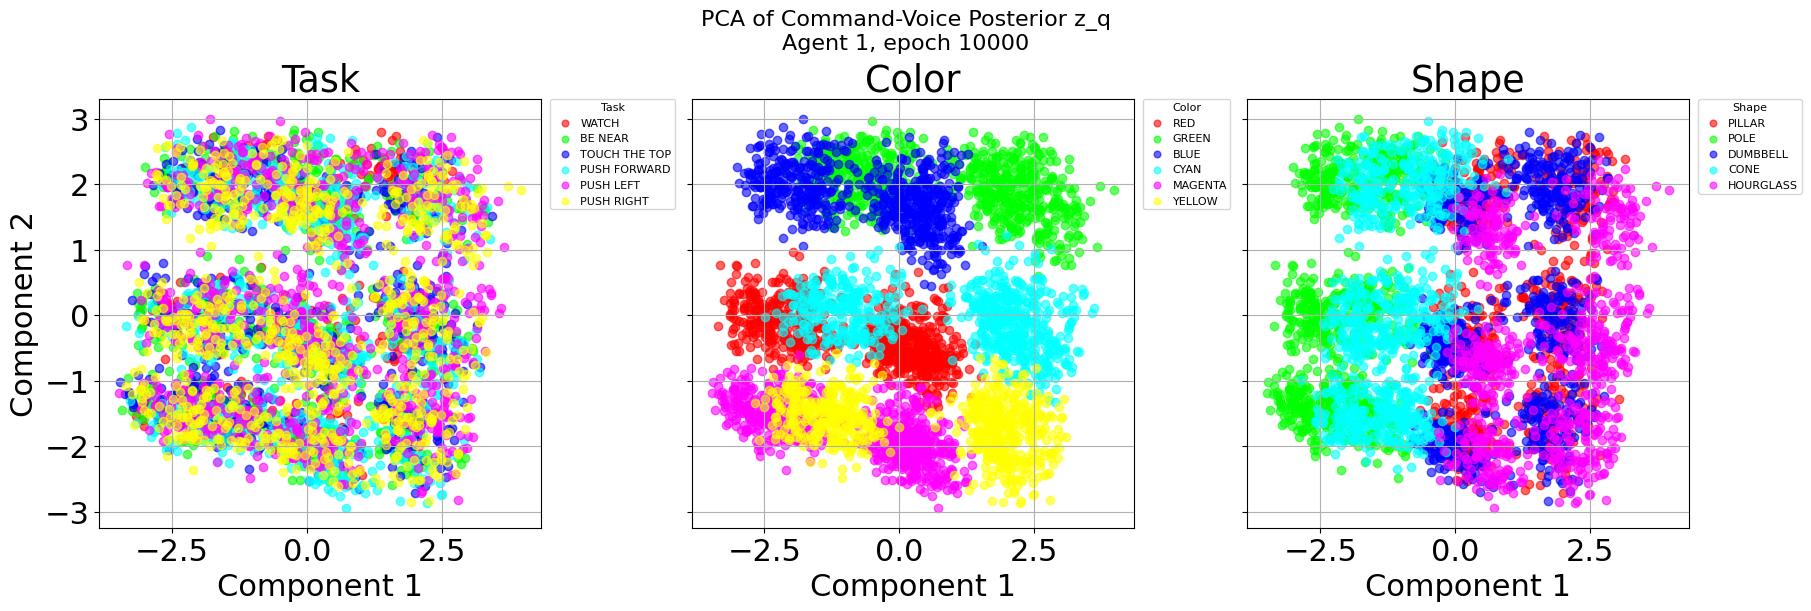 PCA of Command-Voice Posterior z_q
Agent 1, epoch 10000
Task
3
2
1
0
−1
−2
−3
Component 2
−2.5 0.0 2.5
Component 1
Task
WATCH
BE NEAR
TOUCH THE TOP
PUSH FORWARD
PUSH LEFT
PUSH RIGHT
Color
−2.5 0.0 2.5
Component 1
Color
RED
GREEN
BLUE
CYAN
MAGENTA
YELLOW
Shape
−2.5 0.0 2.5
Component 1
Shape
PILLAR
POLE
DUMBBELL
CONE
HOURGLASS